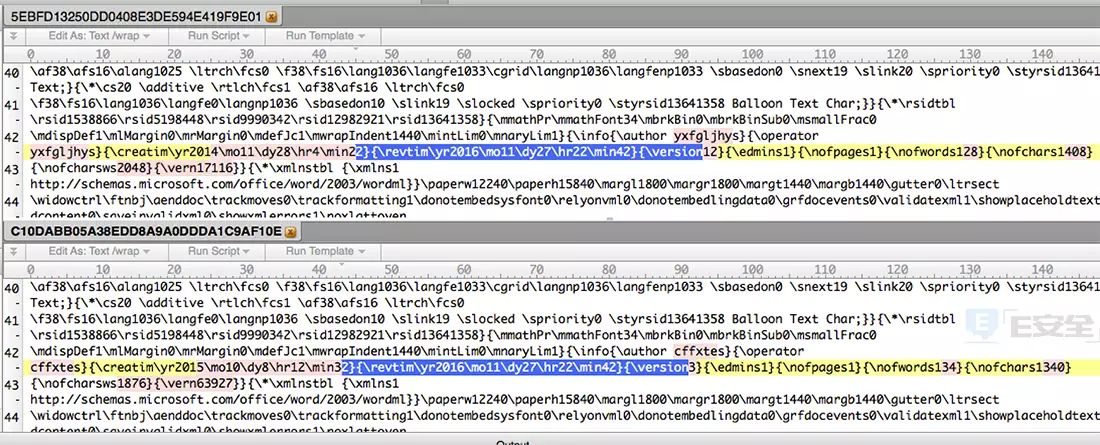 5EBFD13250DD0408E3DE594E419F9E01
Edit As: Text /wrap Run Script Run Template
0 10 20 30 40 50 60 70 80 90 100 110 120 130 140
40 \af38\afs16\alang1025 \ltrch\fcs0 \f38\fs16\lang1036\langfe1033\cgrid\langnp1036\langfenp1033 \sbasedon0 \snext19 \slink20 \spriority0 \styrsid13641
- Text;}{\*\cs20 \additive \rtlch\fcs1 \af38\afs16 \ltrch\fcs0
41 \f38\fs16\lang1036\langfe0\langnp1036 \sbasedon10 \slink19 \slocked \spriority0 \styrsid13641358 Balloon Text Char;}}{\*\rsidtbl
- \rsid1538866\rsid5198448\rsid9990342\rsid12982921\rsid13641358}{\mmathPr\mmathFont34\mbrkBin0\mbrkBinSub0\msmallFrac0
42 \mdispDef1\mlMargin0\mrMargin0\mdefJc1\mwrapIndent1440\mintLim0\mnaryLim1}{\info{\author yxfgljhys}{\operator
- yxfgljhys}{\creatim\yr2014\mo11\dy28\hr4\min22}{\revtim\yr2016\mo11\dy27\hr22\min42}{\version12}{\edmins1}{\nofpages1}{\nofwords128}{\nofchars1408}
43 {\nofcharsws2048}{\vern17116}}{\*\xmlnstbl {\xmlns1
- http://schemas.microsoft.com/office/word/2003/wordml}}\paperw12240\paperh15840\margl1800\margr1800\margt1440\margb1440\gutter0\ltrsect
- \widowctrl\ftnbj\aenddoc\trackmoves0\trackformatting1\donotembedsysfont0\relyonvml0\donotembedlingdata0\grfdocevents0\validatexml1\showplaceholdtext
- dcontent0\saveinvalidxml0\showxmlerrors1\noxlattoyen
C10DABB05A38EDD8A9A0DDDA1C9AF10E
Edit As: Text /wrap Run Script Run Template
0 10 20 30 40 50 60 70 80 90 100 110 120 130 140
40 \af38\afs16\alang1025 \ltrch\fcs0 \f38\fs16\lang1036\langfe1033\cgrid\langnp1036\langfenp1033 \sbasedon0 \snext19 \slink20 \spriority0 \styrsid13641
- Text;}{\*\cs20 \additive \rtlch\fcs1 \af38\afs16 \ltrch\fcs0
41 \f38\fs16\lang1036\langfe0\langnp1036 \sbasedon10 \slink19 \slocked \spriority0 \styrsid13641358 Balloon Text Char;}}{\*\rsidtbl
- \rsid1538866\rsid5198448\rsid9990342\rsid12982921\rsid13641358}{\mmathPr\mmathFont34\mbrkBin0\mbrkBinSub0\msmallFrac0
E安全
42 \mdispDef1\mlMargin0\mrMargin0\mdefJc1\mwrapIndent1440\mintLim0\mnaryLim1}{\info{\author cffxtes}{\operator
- cffxtes}{\creatim\yr2015\mo10\dy8\hr12\min32}{\revtim\yr2016\mo11\dy27\hr22\min42}{\version3}{\edmins1}{\nofpages1}{\nofwords134}{\nofchars1340}
43 {\nofcharsws1876}{\vern63927}}{\*\xmlnstbl {\xmlns1
- http://schemas.microsoft.com/office/word/2003/wordml}}\paperw12240\paperh15840\margl1800\margr1800\margt1440\margb1440\gutter0\ltrsect
44 \widowctrl\ftnbj\aenddoc\trackmoves0\trackformatting1\donotembedsysfont0\relyonvml0\donotembedlingdata0\grfdocevents0\validatexml1\showplaceholdtext
- dcontent0\saveinvalidxml0\showxmlerrors1\noxlattoyen
Output